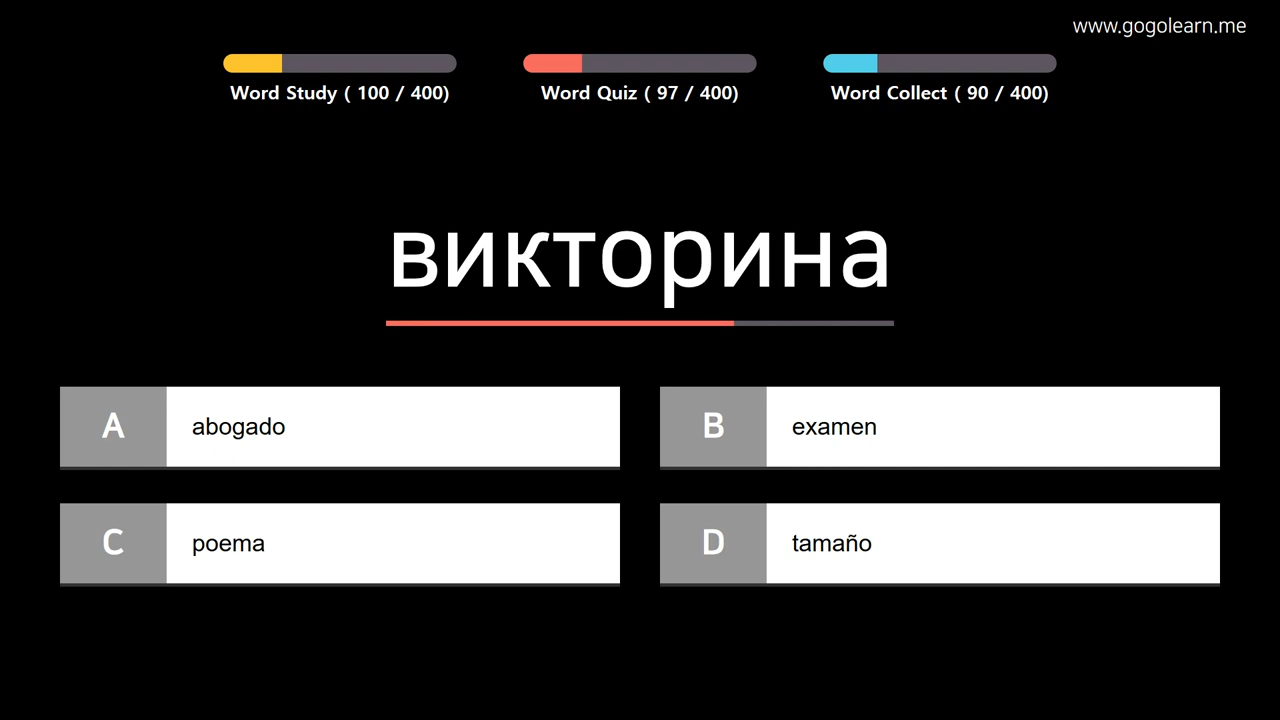 www.gogolearn.me
Word Study ( 100 / 400)
Word Quiz ( 97 / 400)
Word Collect ( 90 / 400)
викторина
A abogado
B examen
C poema
D tamaño